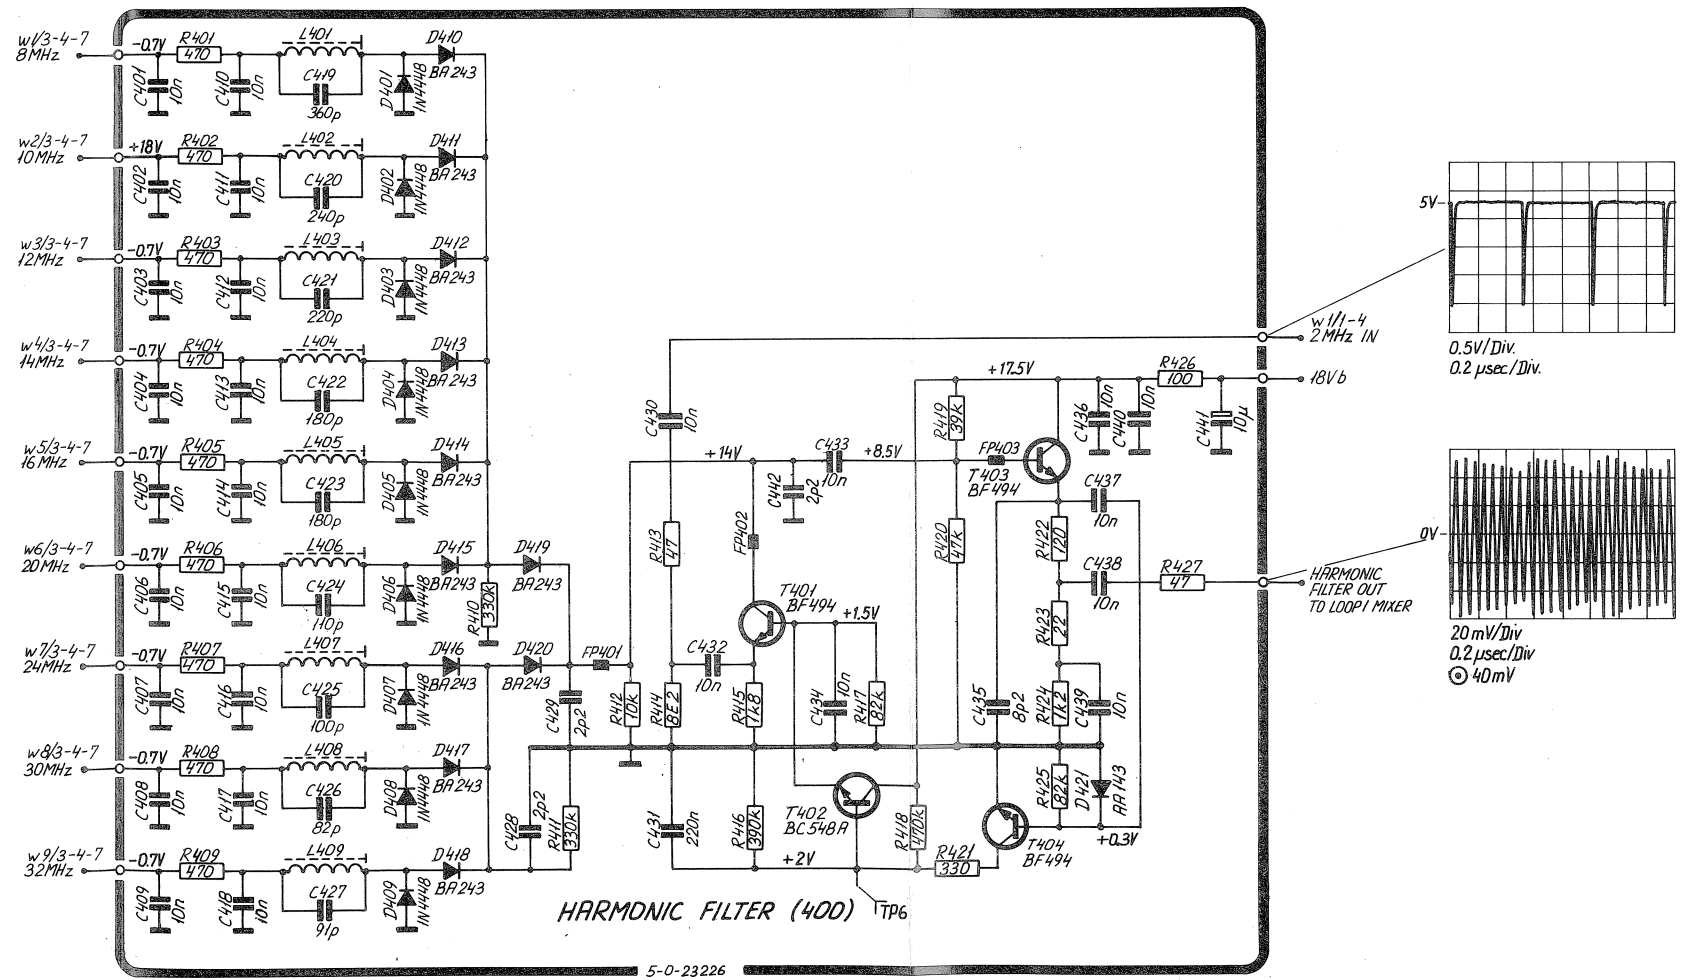 w1/3-4-7
8MHz
-0.7V
R401
470
C401
10n
C410
10n
L401
C419
360p
D401
1N4448
D410
BA243
w2/3-4-7
10MHz
+18V
R402
470
C402
10n
C411
10n
L402
C420
240p
D402
1N4448
D411
BA243
w3/3-4-7
12MHz
-0.7V
R403
470
C403
10n
C412
10n
L403
C421
220p
D403
1N4448
D412
BA243
w4/3-4-7
14MHz
-0.7V
R404
470
C404
10n
C413
10n
L404
C422
180p
D404
1N4448
D413
BA243
w5/3-4-7
16MHz
-0.7V
R405
470
C405
10n
C414
10n
L405
C423
180p
D405
1N4448
D414
BA243
w6/3-4-7
20MHz
-0.7V
R406
470
C406
10n
C415
10n
L406
C424
110p
D406
1N4448
D415
BA243
D419
BA243
R410
330k
w7/3-4-7
24MHz
-0.7V
R407
470
C407
10n
C416
10n
L407
C425
100p
D407
1N4448
D416
BA243
D420
BA243
FP401
C429
2p2
w8/3-4-7
30MHz
-0.7V
R408
470
C408
10n
C417
10n
L408
C426
82p
D408
1N4448
D417
BA243
C428
2p2
R411
330k
w9/3-4-7
32MHz
-0.7V
R409
470
C409
10n
C418
10n
L409
C427
91p
D409
1N4448
D418
BA243
C430
10n
+14V
C433
10n
+8.5V
C442
2p2
R413
47
FP402
T401
BF494
+1.5V
C432
10n
R412
10k
R414
8E2
R415
1k8
C434
10n
R417
82k
C431
220n
R416
390k
T402
BC548A
R418
470k
+2V
TP6
R421
330
R419
39k
R420
47k
+17.5V
FP403
T403
BF494
C436
10n
C440
10n
R426
100
C441
10µ
C437
10n
R422
120
C438
10n
R427
47
R423
22
C435
8p2
R424
1k2
C439
10n
R425
82k
D421
AA143
T404
BF494
+0.3V
w1/1-4
2MHz IN
18Vb
HARMONIC
FILTER OUT
TO LOOP1 MIXER
5V
0.5V/Div.
0.2 µsec/Div.
0V
20mV/Div
0.2µsec/Div
40mV
HARMONIC FILTER (400)
5-0-23226